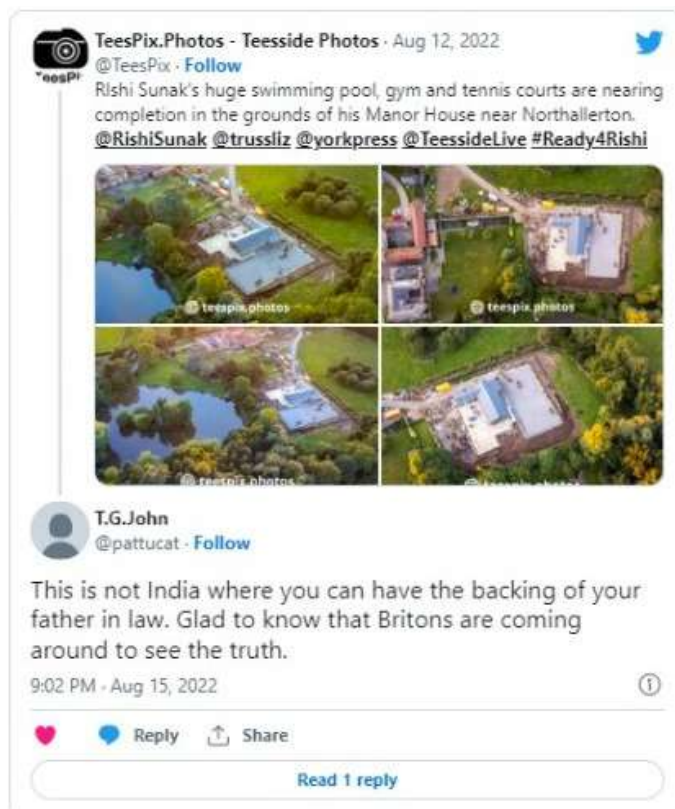 TeesPix.Photos - Teesside Photos · Aug 12, 2022
@TeesPix · Follow
RIshi Sunak's huge swimming pool, gym and tennis courts are nearing
completion in the grounds of his Manor House near Northallerton.
@RishiSunak @trussliz @yorkpress @TeessideLive #Ready4Rishi
teespix.photos
teespix.photos
teespix.photos
teespix.photos
T.G.John
@pattucat · Follow
This is not India where you can have the backing of your
father in law. Glad to know that Britons are coming
around to see the truth.
9:02 PM · Aug 15, 2022
Reply Share
Read 1 reply